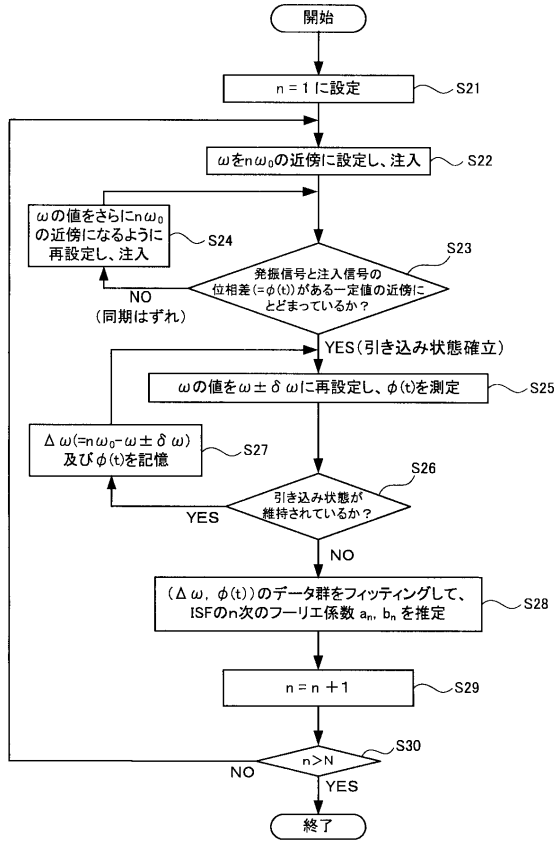 開始
n = 1 に設定
S21
ωをnω₀の近傍に設定し、注入
S22
ωの値をさらにnω₀
の近傍になるように
再設定し、注入
S24
S23
発振信号と注入信号の
位相差(=φ(t))がある一定値の近傍に
とどまっているか?
NO
(同期はずれ)
YES(引き込み状態確立)
ωの値をω±δωに再設定し、φ(t)を測定
S25
Δω(=nω₀-ω±δω)
及びφ(t)を記憶
S27
S26
引き込み状態が
維持されているか?
YES
NO
(Δω, φ(t))のデータ群をフィッティングして、
ISFのn次のフーリエ係数 aₙ, bₙ を推定
S28
n = n + 1
S29
S30
n>N
NO
YES
終了